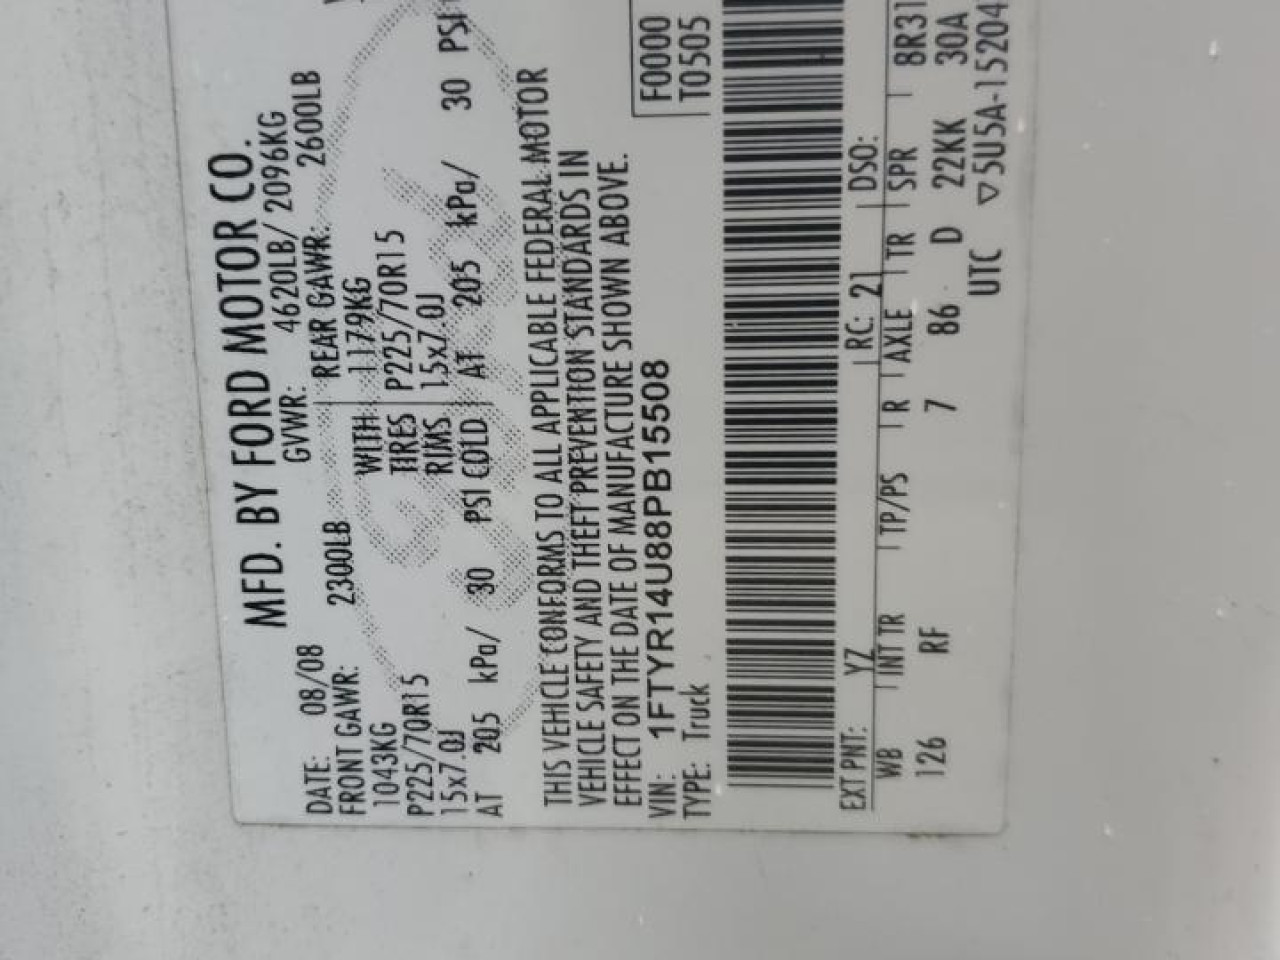 MFD. BY FORD MOTOR CO.
DATE: 08/08 GVWR: 4620LB/ 2096KG
FRONT GAWR: 2300LB REAR GAWR: 2600LB
1043KG WITH 1179KG
P225/70R15 TIRES P225/70R15
15x7.0J RIMS 15x7.0J
AT 205 kPa/ 30 PSI COLD AT 205 kPa/ 30 PSI
THIS VEHICLE CONFORMS TO ALL APPLICABLE FEDERAL MOTOR
VEHICLE SAFETY AND THEFT PREVENTION STANDARDS IN
EFFECT ON THE DATE OF MANUFACTURE SHOWN ABOVE.
VIN: 1FTYR14U88PB15508 F0000
TYPE: Truck T0505
EXT PNT: YZ RC: 21 DSO:
WB INT TR TP/PS R AXLE TR SPR 8R31
126 RF 7 86 D 22KK 30A
UTC ▽5U5A-15204